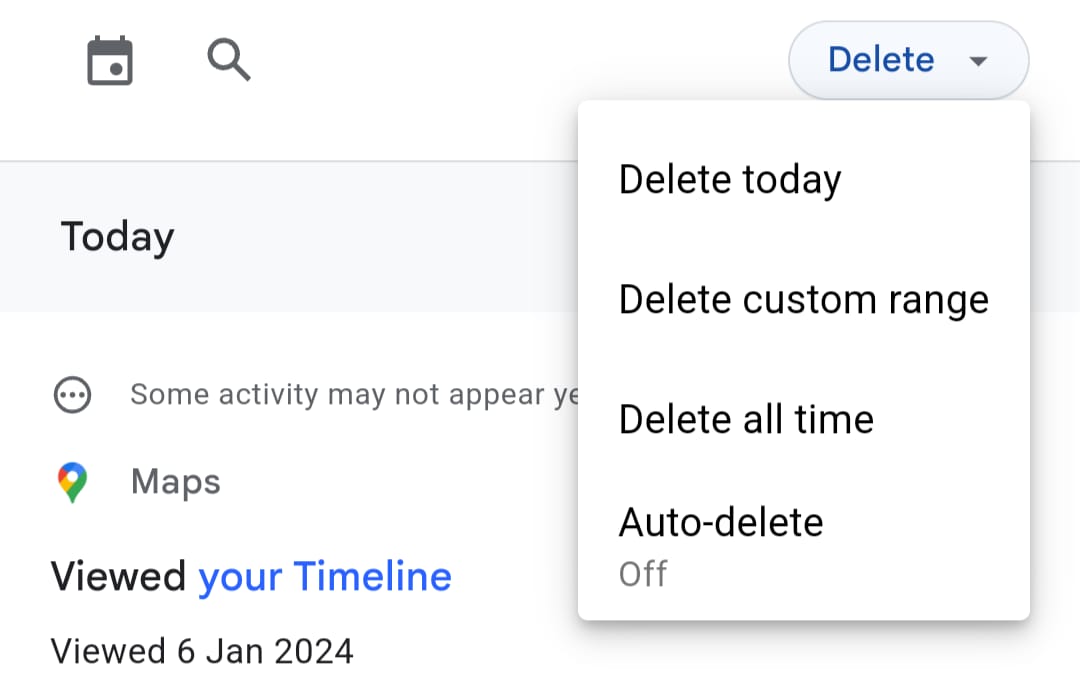 Delete
Delete today
Delete custom range
Delete all time
Auto-delete
Off
Today
Some activity may not appear
Maps
Viewed your Timeline
Viewed 6 Jan 2024